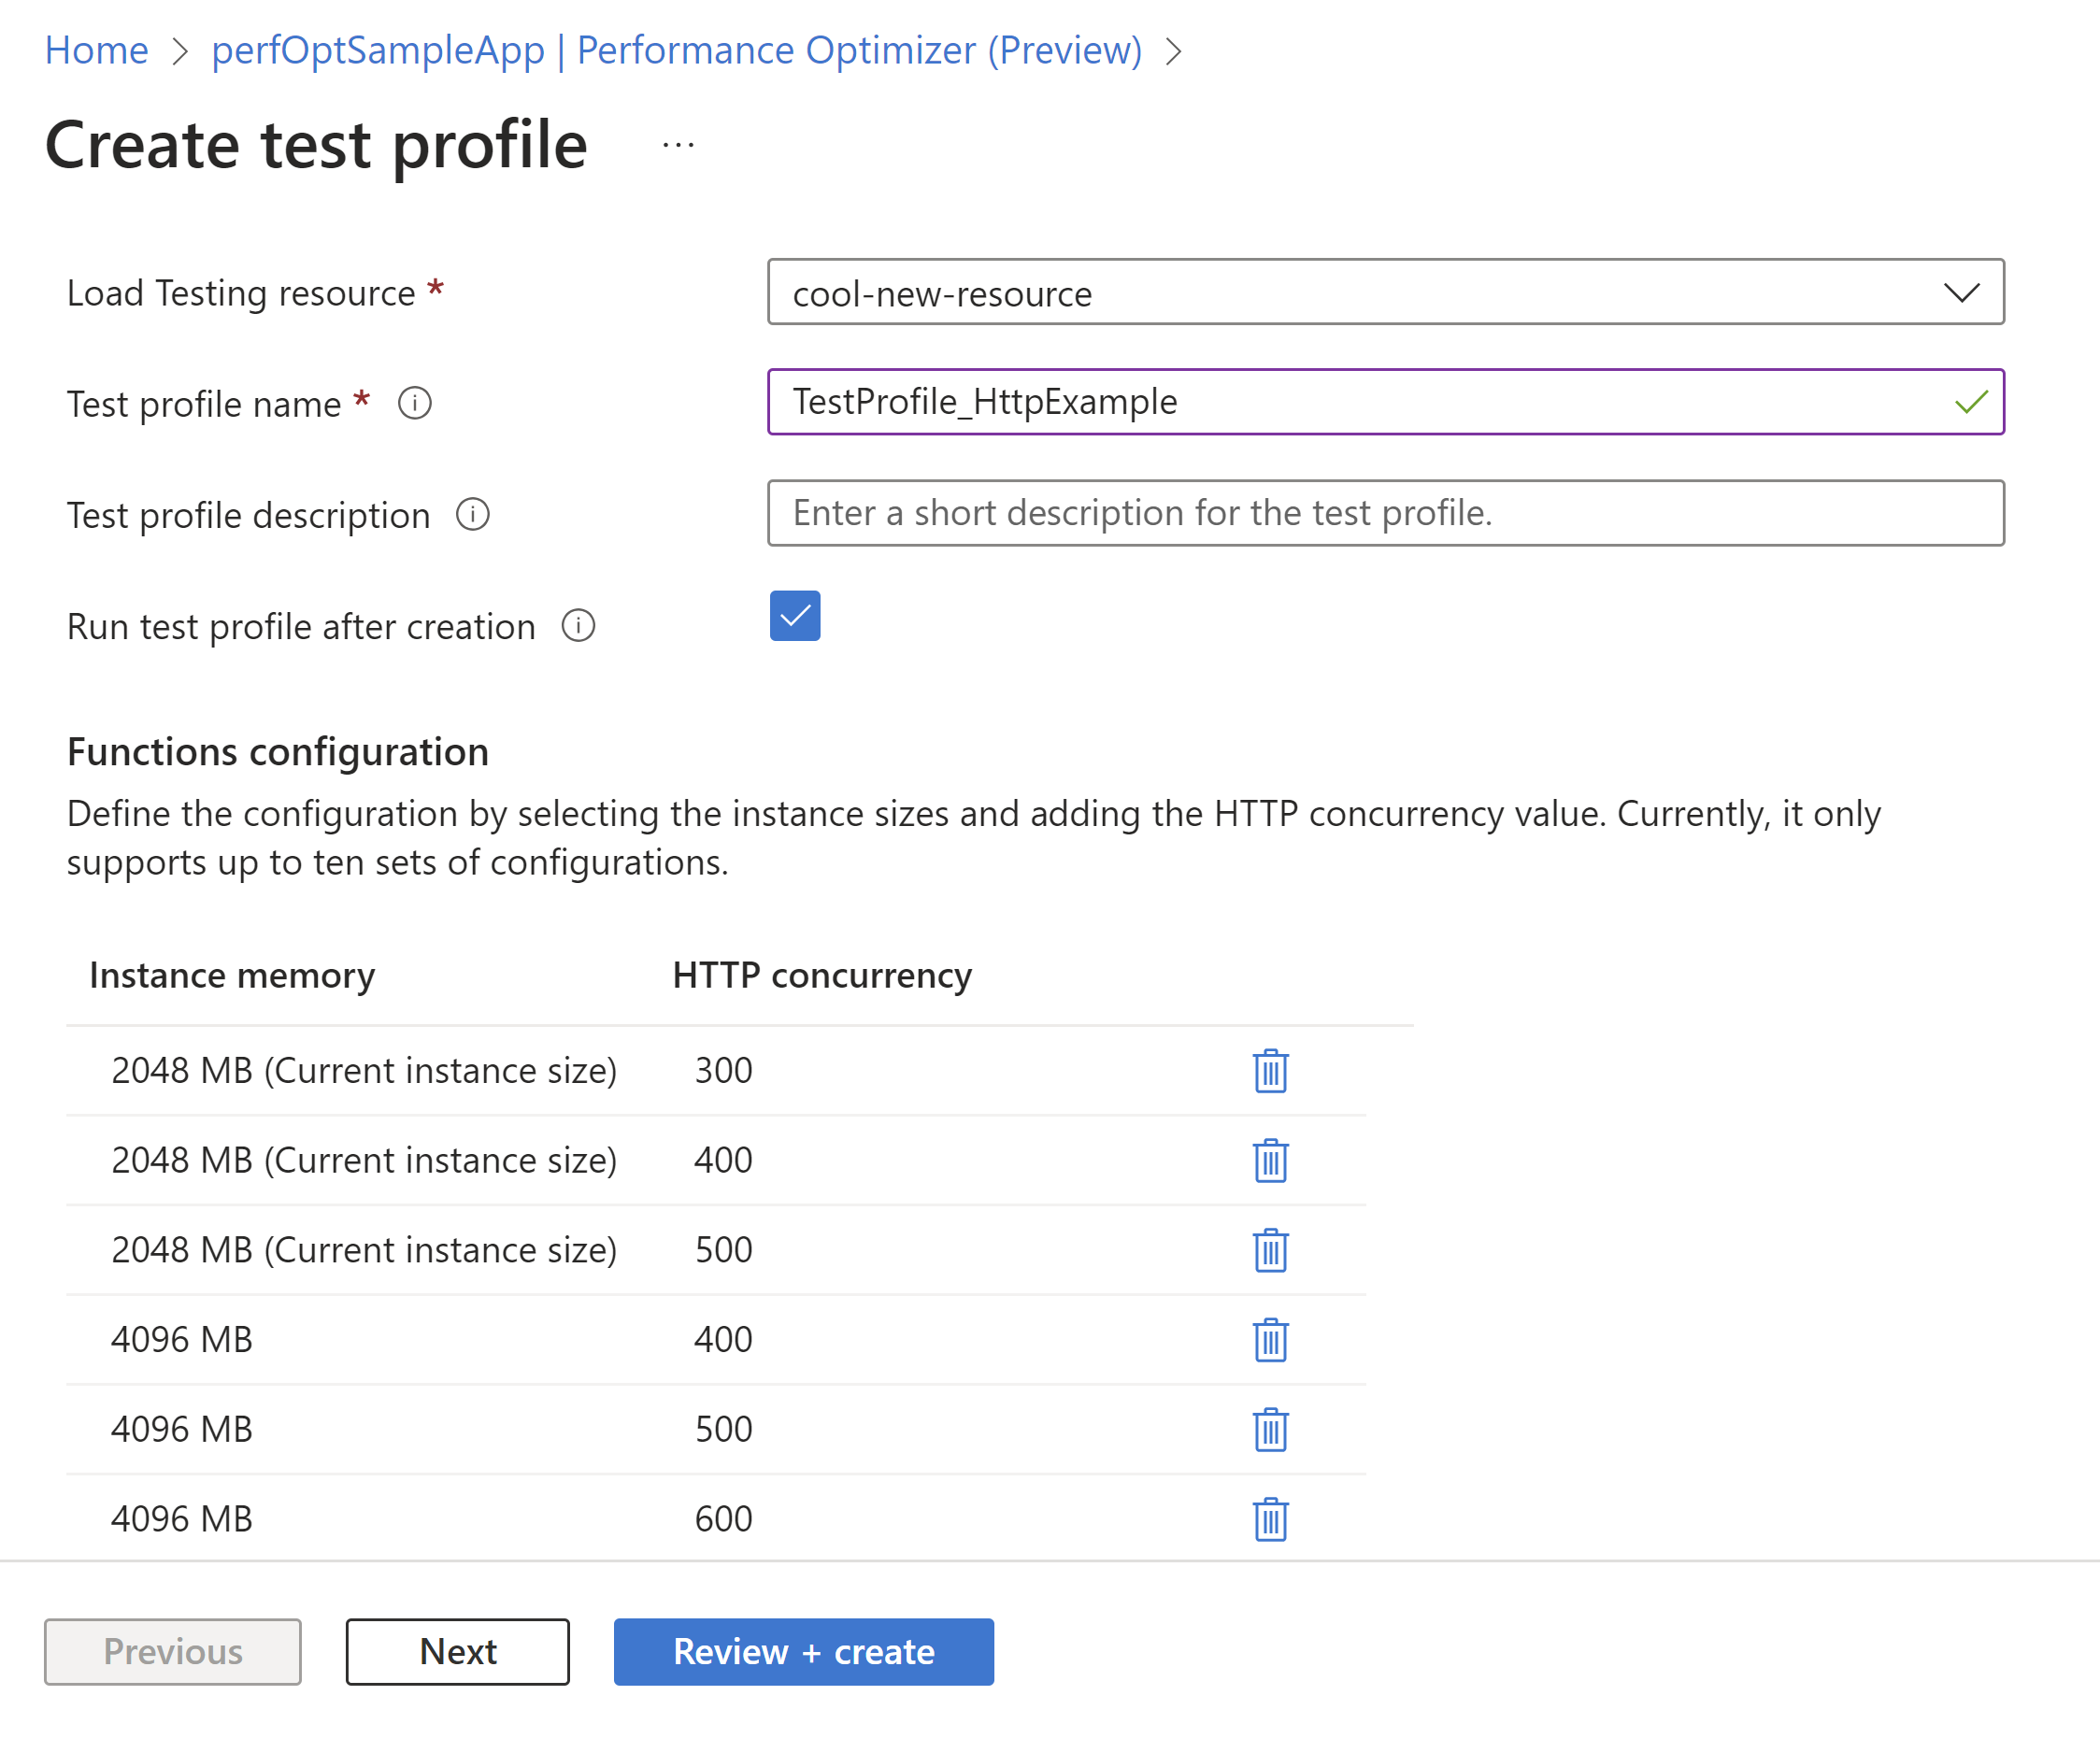 Home > perfOptSampleApp | Performance Optimizer (Preview) >
Create test profile ...
Load Testing resource * cool-new-resource
Test profile name * TestProfile_HttpExample
Test profile description Enter a short description for the test profile.
Run test profile after creation
Functions configuration
Define the configuration by selecting the instance sizes and adding the HTTP concurrency value. Currently, it only
supports up to ten sets of configurations.
Instance memory HTTP concurrency
2048 MB (Current instance size) 300
2048 MB (Current instance size) 400
2048 MB (Current instance size) 500
4096 MB 400
4096 MB 500
4096 MB 600
Previous Next Review + create